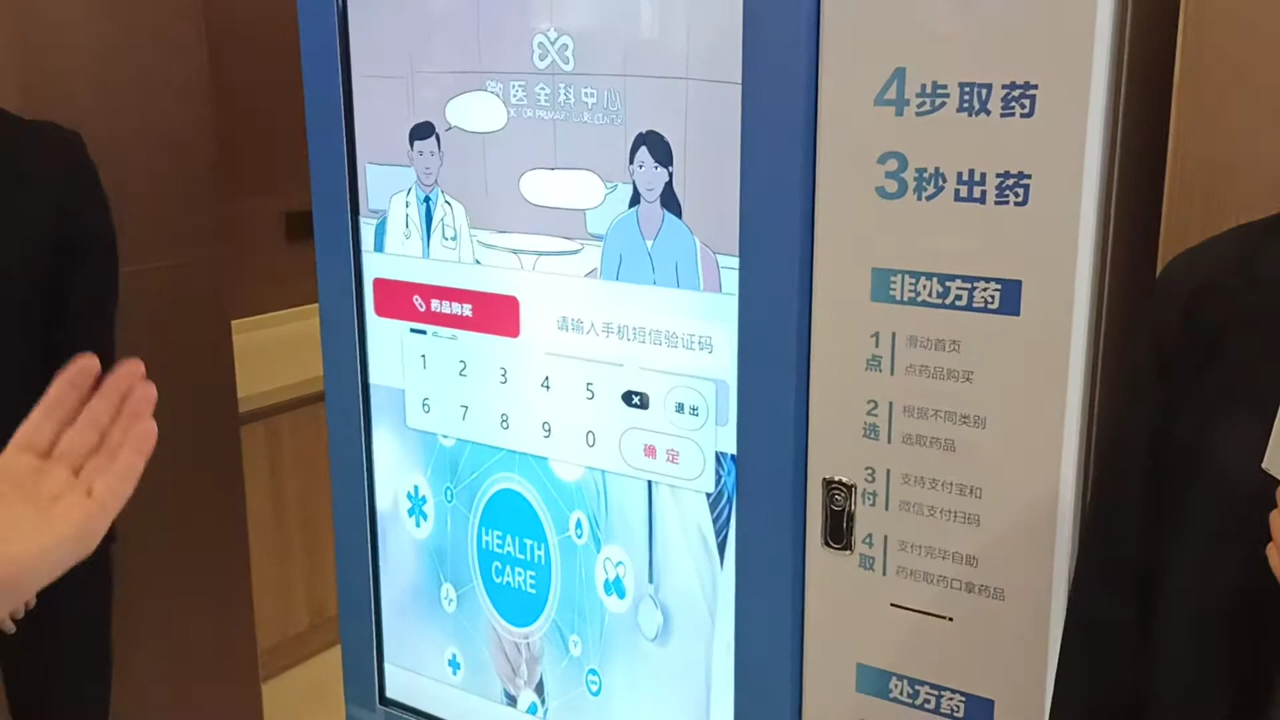 微医全科中心
DOCTOR PRIMARY CARE CENTER
药品购买
请输入手机短信验证码
1 2 3 4 5
退出
6 7 8 9 0
确定
HEALTH
CARE
4步取药
3秒出药
非处方药
1点
滑动首页
点药品购买
2选
根据不同类别
选取药品
3付
支持支付宝和
微信支付扫码
4取
支付完毕自助
药柜取药口拿药品
处方药